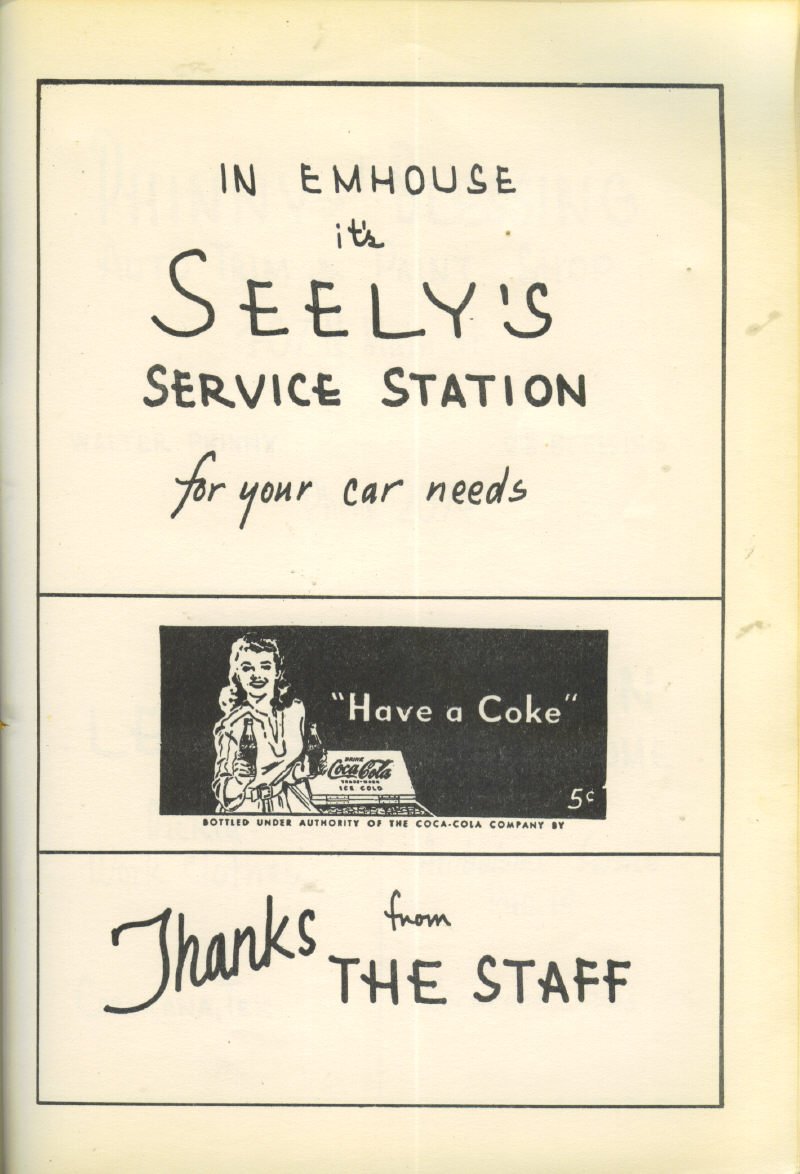 IN EMHOUSE
it's
SEELY'S
SERVICE STATION
for your car needs
"Have a Coke"
DRINK
Coca-Cola
TRADE-MARK
ICE COLD
5¢
BOTTLED UNDER AUTHORITY OF THE COCA-COLA COMPANY BY
Thanks from
THE STAFF